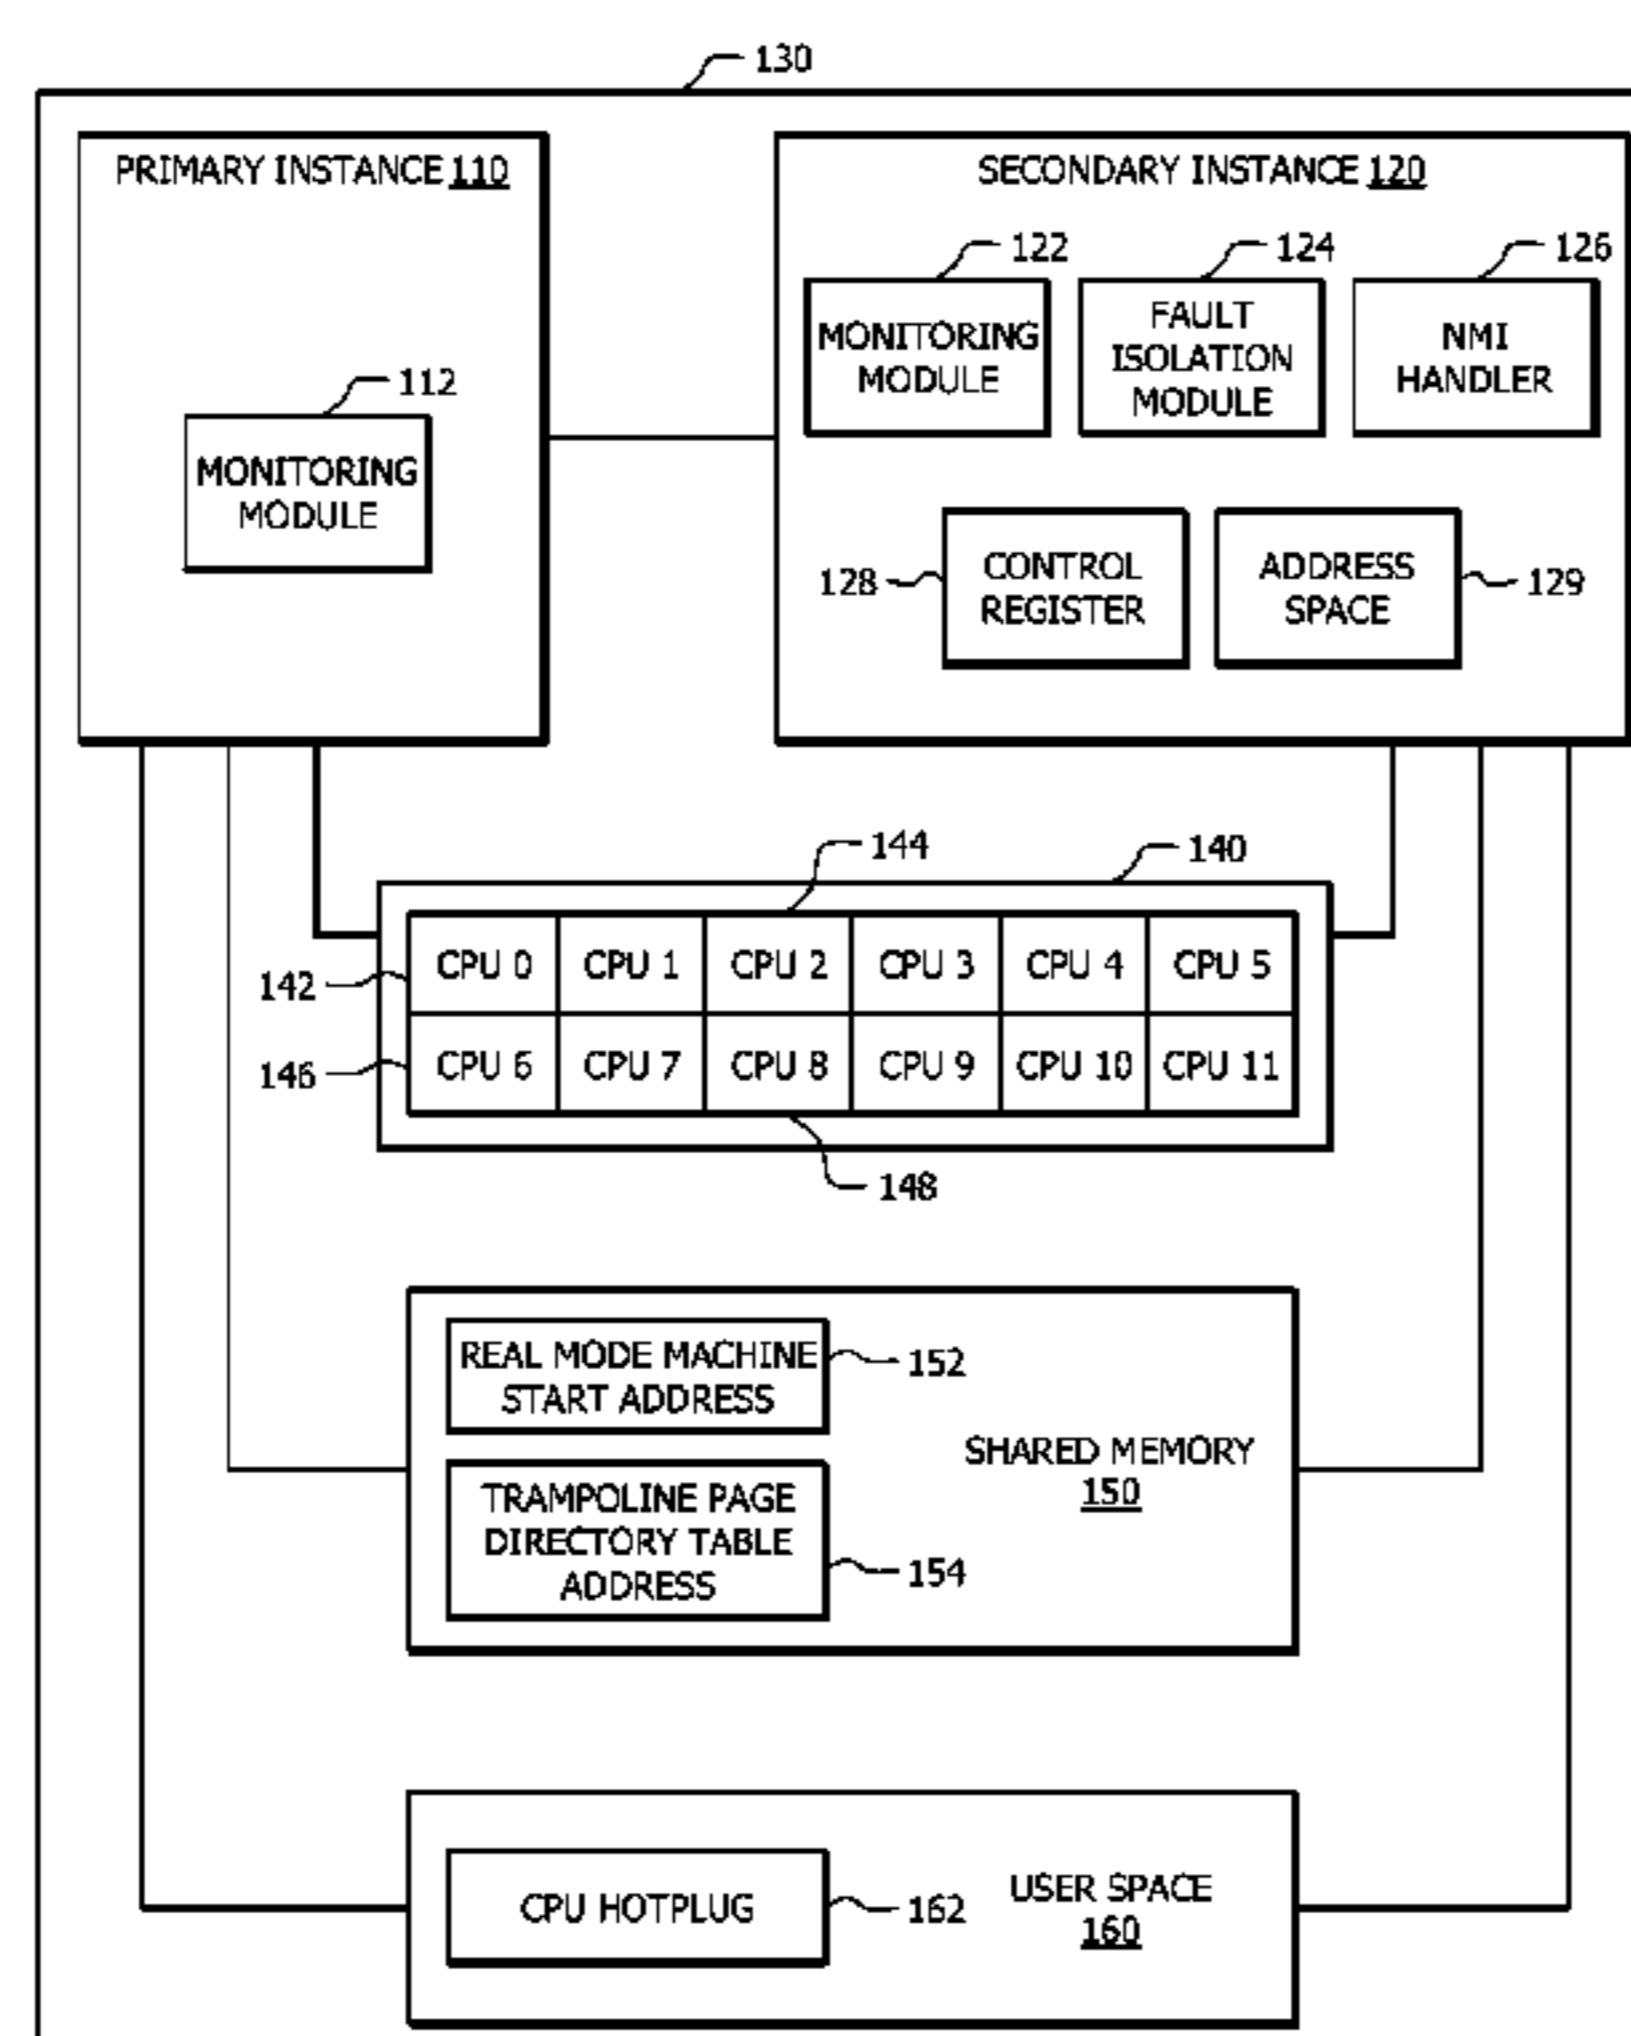 130
PRIMARY INSTANCE 110
112
MONITORING
MODULE
SECONDARY INSTANCE 120
122
MONITORING
MODULE
124
FAULT
ISOLATION
MODULE
126
NMI
HANDLER
128
CONTROL
REGISTER
ADDRESS
SPACE
129
144
140
142
CPU 0 CPU 1 CPU 2 CPU 3 CPU 4 CPU 5
146
CPU 6 CPU 7 CPU 8 CPU 9 CPU 10 CPU 11
148
REAL MODE MACHINE
START ADDRESS
152
TRAMPOLINE PAGE
DIRECTORY TABLE
ADDRESS
154
SHARED MEMORY
150
CPU HOTPLUG
162
USER SPACE
160